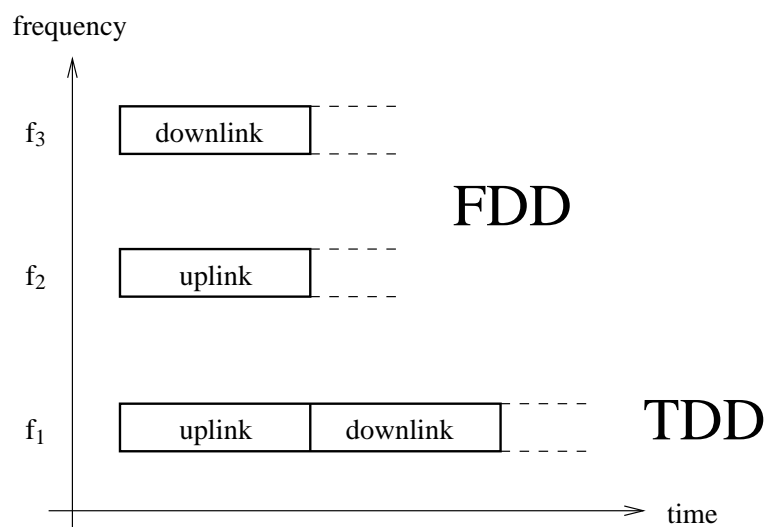 frequency
f₃
downlink
FDD
f₂
uplink
f₁
uplink
downlink
TDD
time